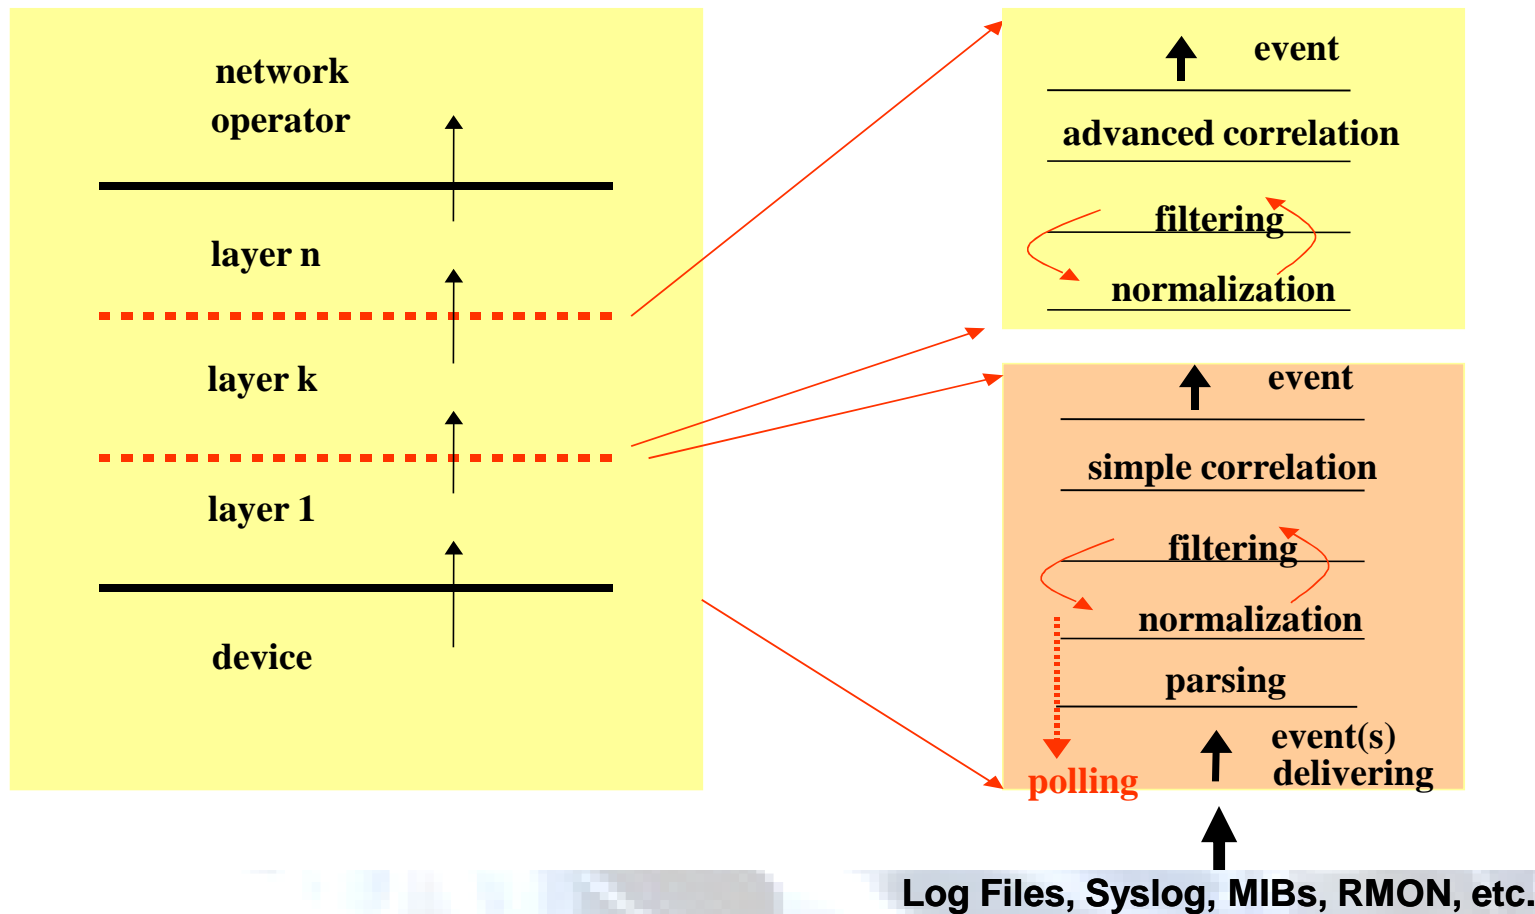 network
operator
layer n
layer k
layer 1
device
event
advanced correlation
filtering
normalization
event
simple correlation
filtering
normalization
parsing
event(s)
delivering
polling
Log Files, Syslog, MIBs, RMON, etc.